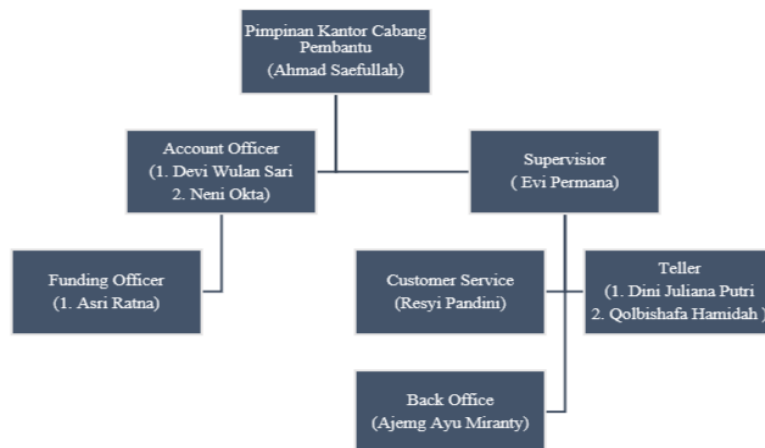 Pimpinan Kantor Cabang
Pembantu
(Ahmad Saefullah)
Account Officer
(1. Devi Wulan Sari
2. Neni Okta)
Supervisior
( Evi Permana)
Funding Officer
(1. Asri Ratna)
Customer Service
(Resyi Pandini)
Teller
(1. Dini Juliana Putri
2. Qolbishafa Hamidah )
Back Office
(Ajemg Ayu Miranty)